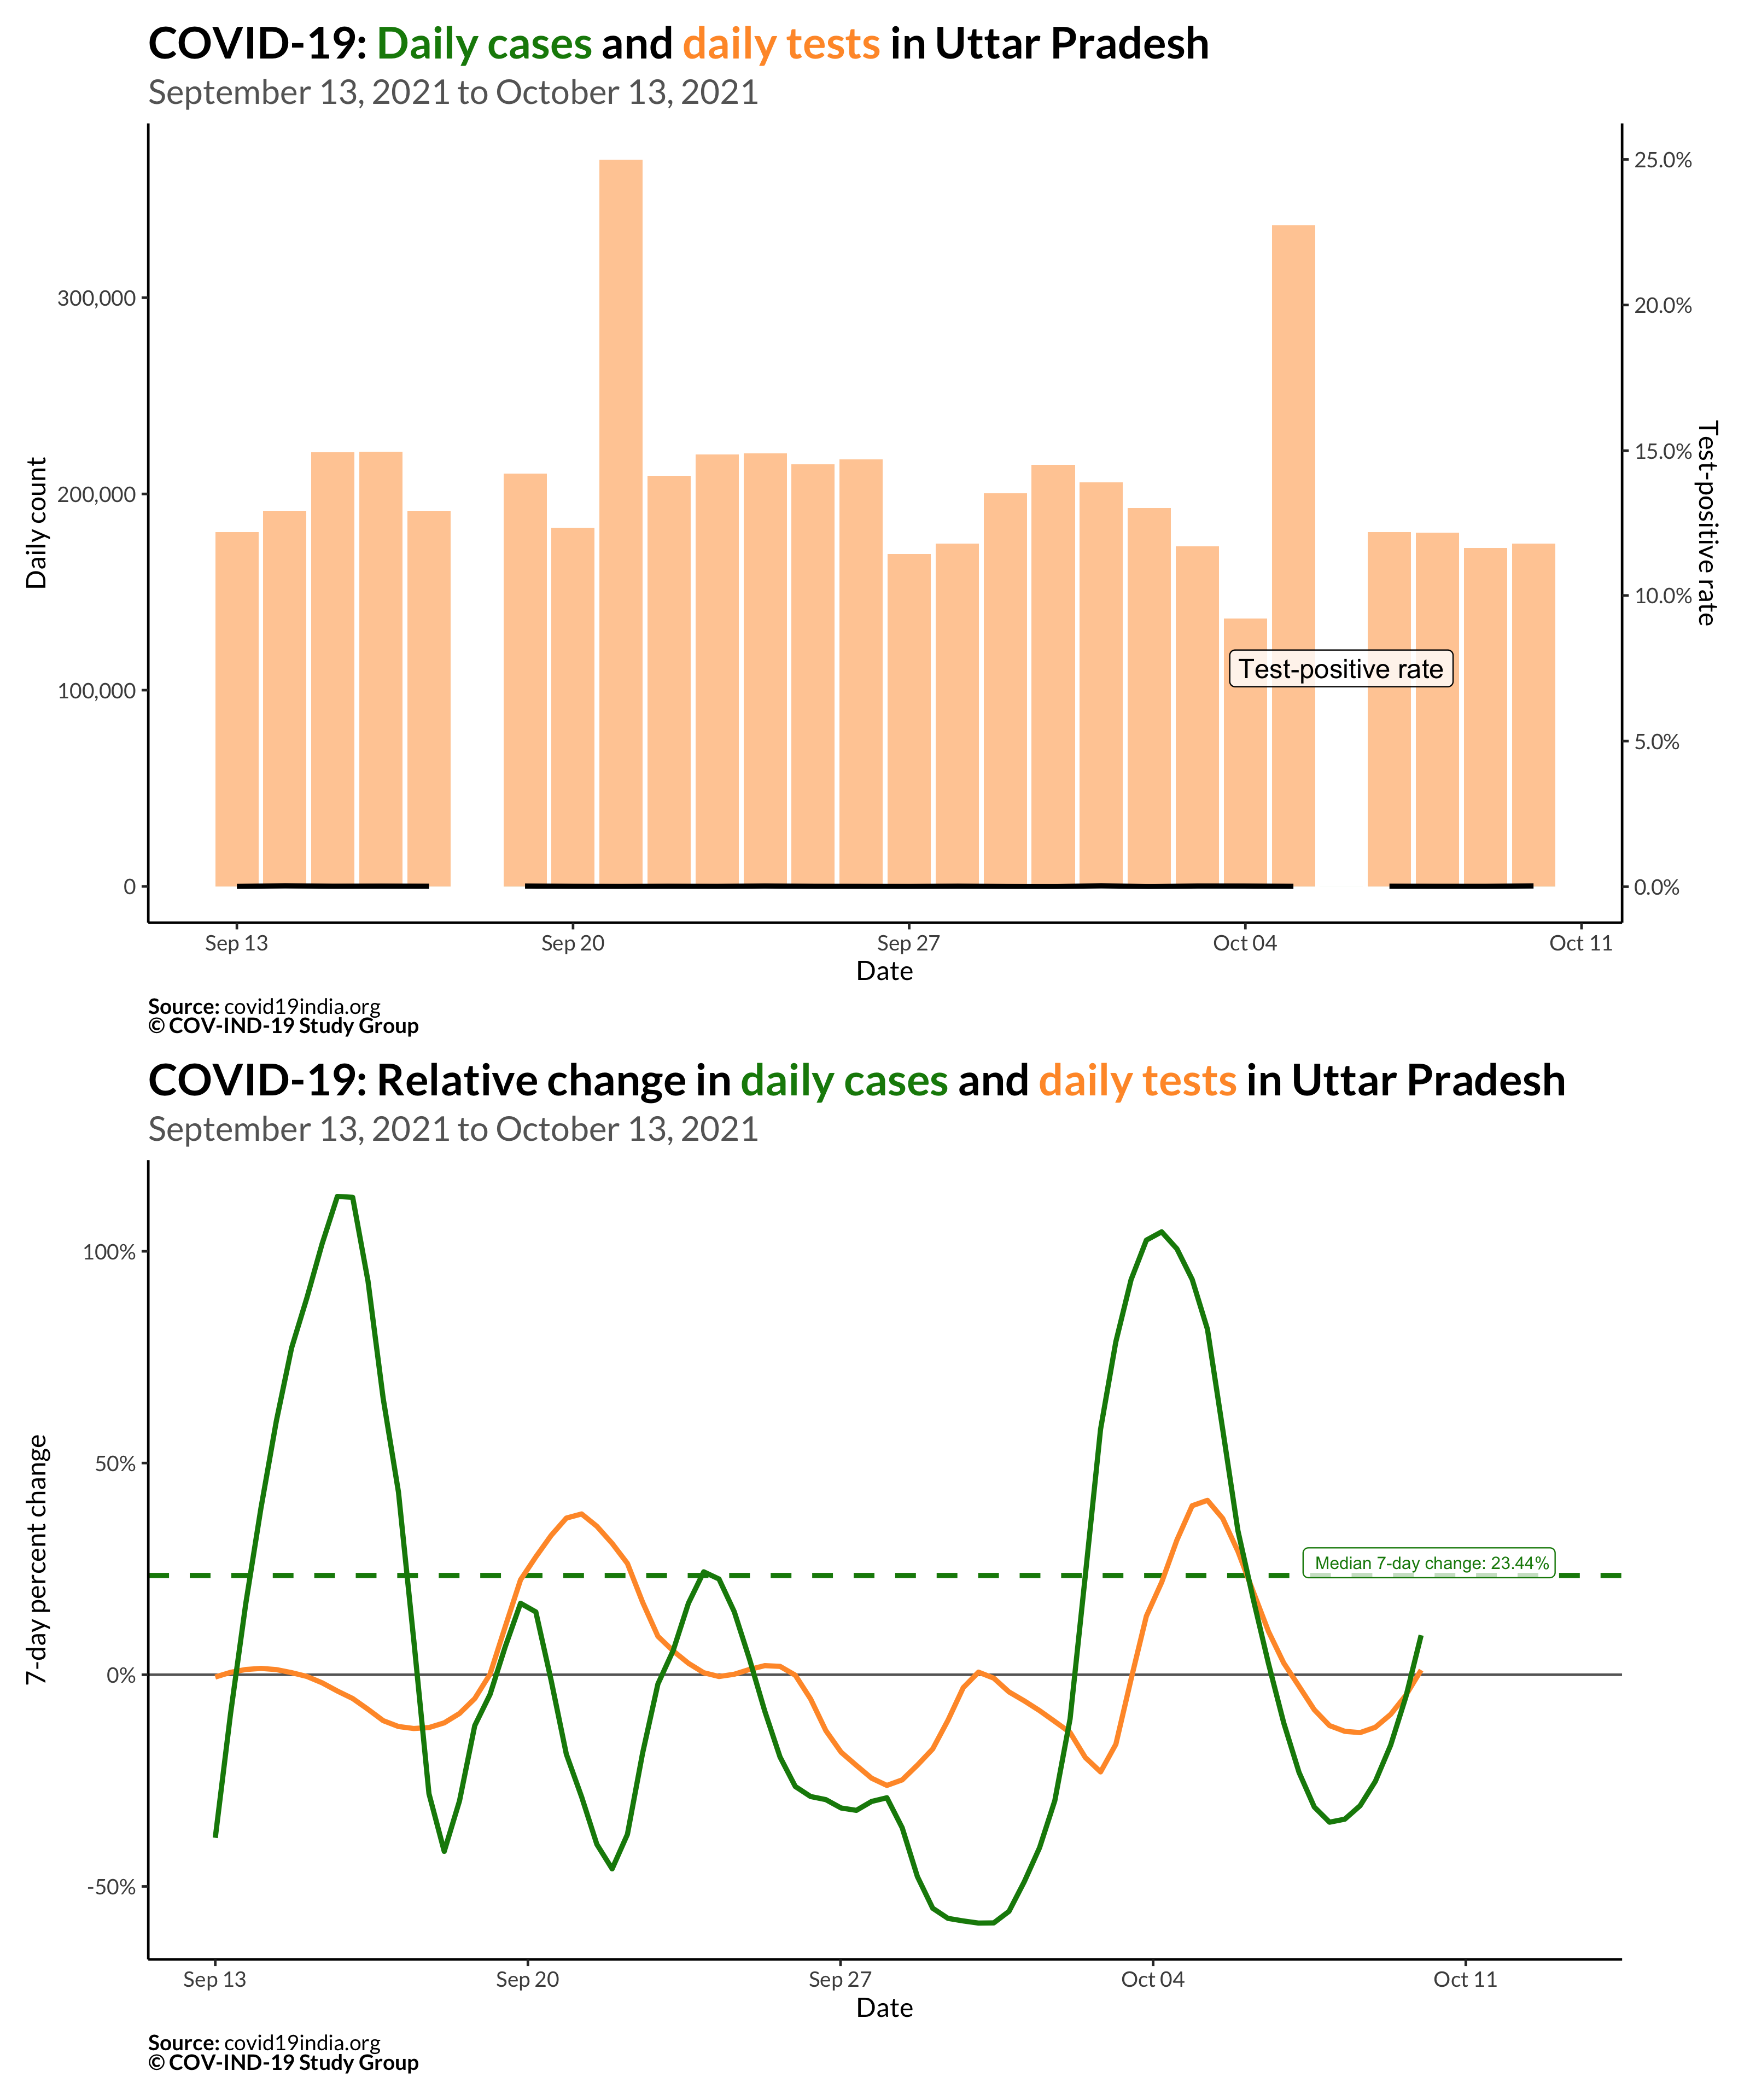 COVID-19: Daily cases and daily tests in Uttar Pradesh
September 13, 2021 to October 13, 2021
25.0%
20.0%
300,000
15.0%
200,000
10.0%
100,000
5.0%
0
0.0%
Daily count
Test-positive rate
Test-positive rate
Sep 13
Sep 20
Sep 27
Oct 04
Oct 11
Date
Source: covid19india.org
© COV-IND-19 Study Group
COVID-19: Relative change in daily cases and daily tests in Uttar Pradesh
September 13, 2021 to October 13, 2021
100%
50%
0%
-50%
7-day percent change
Median 7-day change: 23.44%
Sep 13
Sep 20
Sep 27
Oct 04
Oct 11
Date
Source: covid19india.org
© COV-IND-19 Study Group